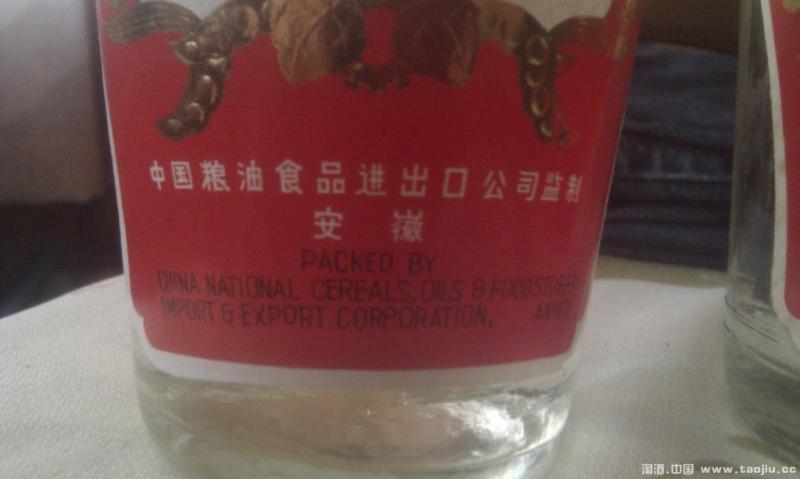 中国粮油食品进出口公司监制
安徽
PACKED BY
CHINA NATIONAL CEREALS, OILS & FOODSTUFFS
IMPORT & EXPORT CORPORATION,
淘酒.中国 www.taojiu.cc